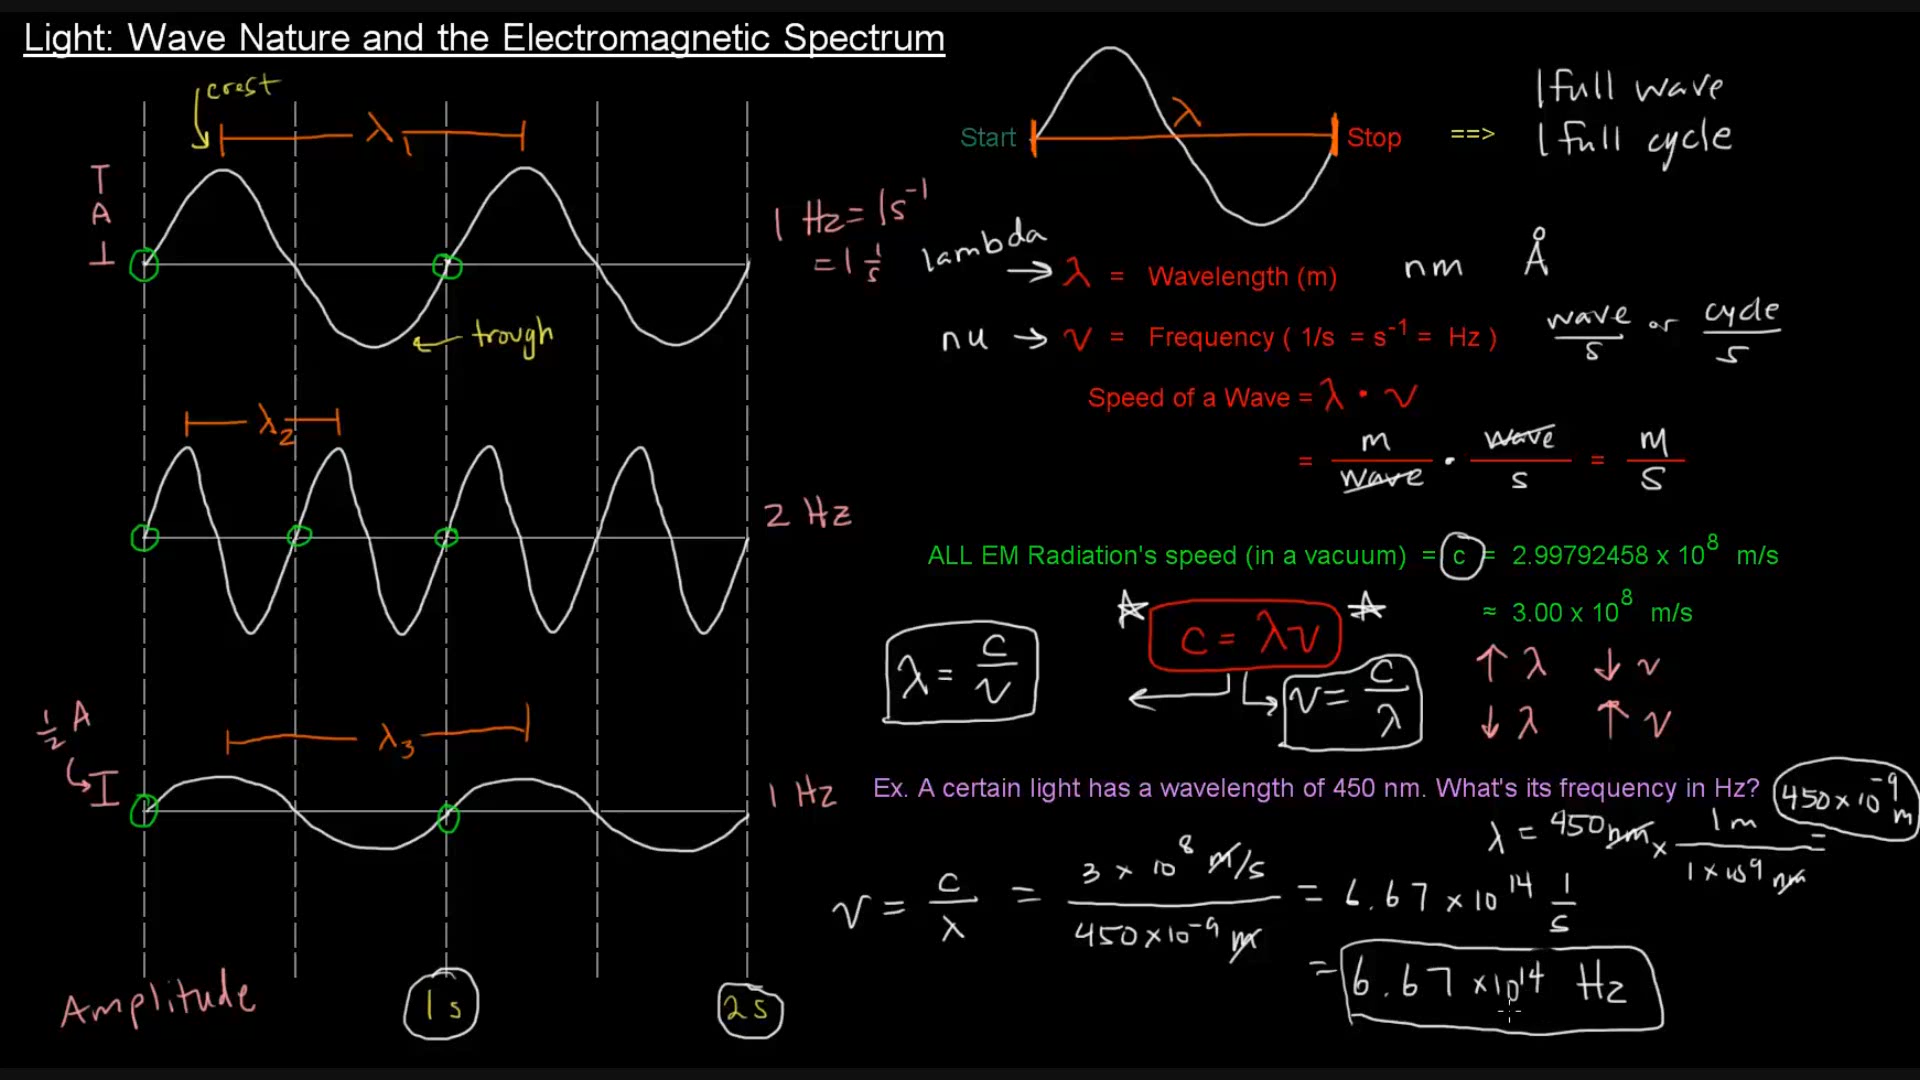 Light: Wave Nature and the Electromagnetic Spectrum
crest
λ₁
A
1 Hz = 1s⁻¹
= 1 1/s
trough
λ₂
2 Hz
½ A
λ₃
1 Hz
Amplitude
1s
2s
Start
λ
Stop
==>
1 full wave
1 full cycle
lambda → λ = Wavelength (m) nm Å
nu → ν = Frequency ( 1/s = s⁻¹ = Hz ) wave/s or cycle/s
Speed of a Wave = λ · ν
= m/wave · wave/s = m/s
ALL EM Radiation's speed (in a vacuum) = c = 2.99792458 x 10⁸ m/s
≈ 3.00 x 10⁸ m/s
c = λν
λ = c/ν
ν = c/λ
↑ λ ↓ ν
↓ λ ↑ ν
Ex. A certain light has a wavelength of 450 nm. What's its frequency in Hz?
λ = 450 nm x 1 m / 1 x 10⁹ nm = 450 x 10⁻⁹ m
ν = c/λ = 3 x 10⁸ m/s / 450 x 10⁻⁹ m = 6.67 x 10¹⁴ 1/s
= 6.67 x 10¹⁴ Hz